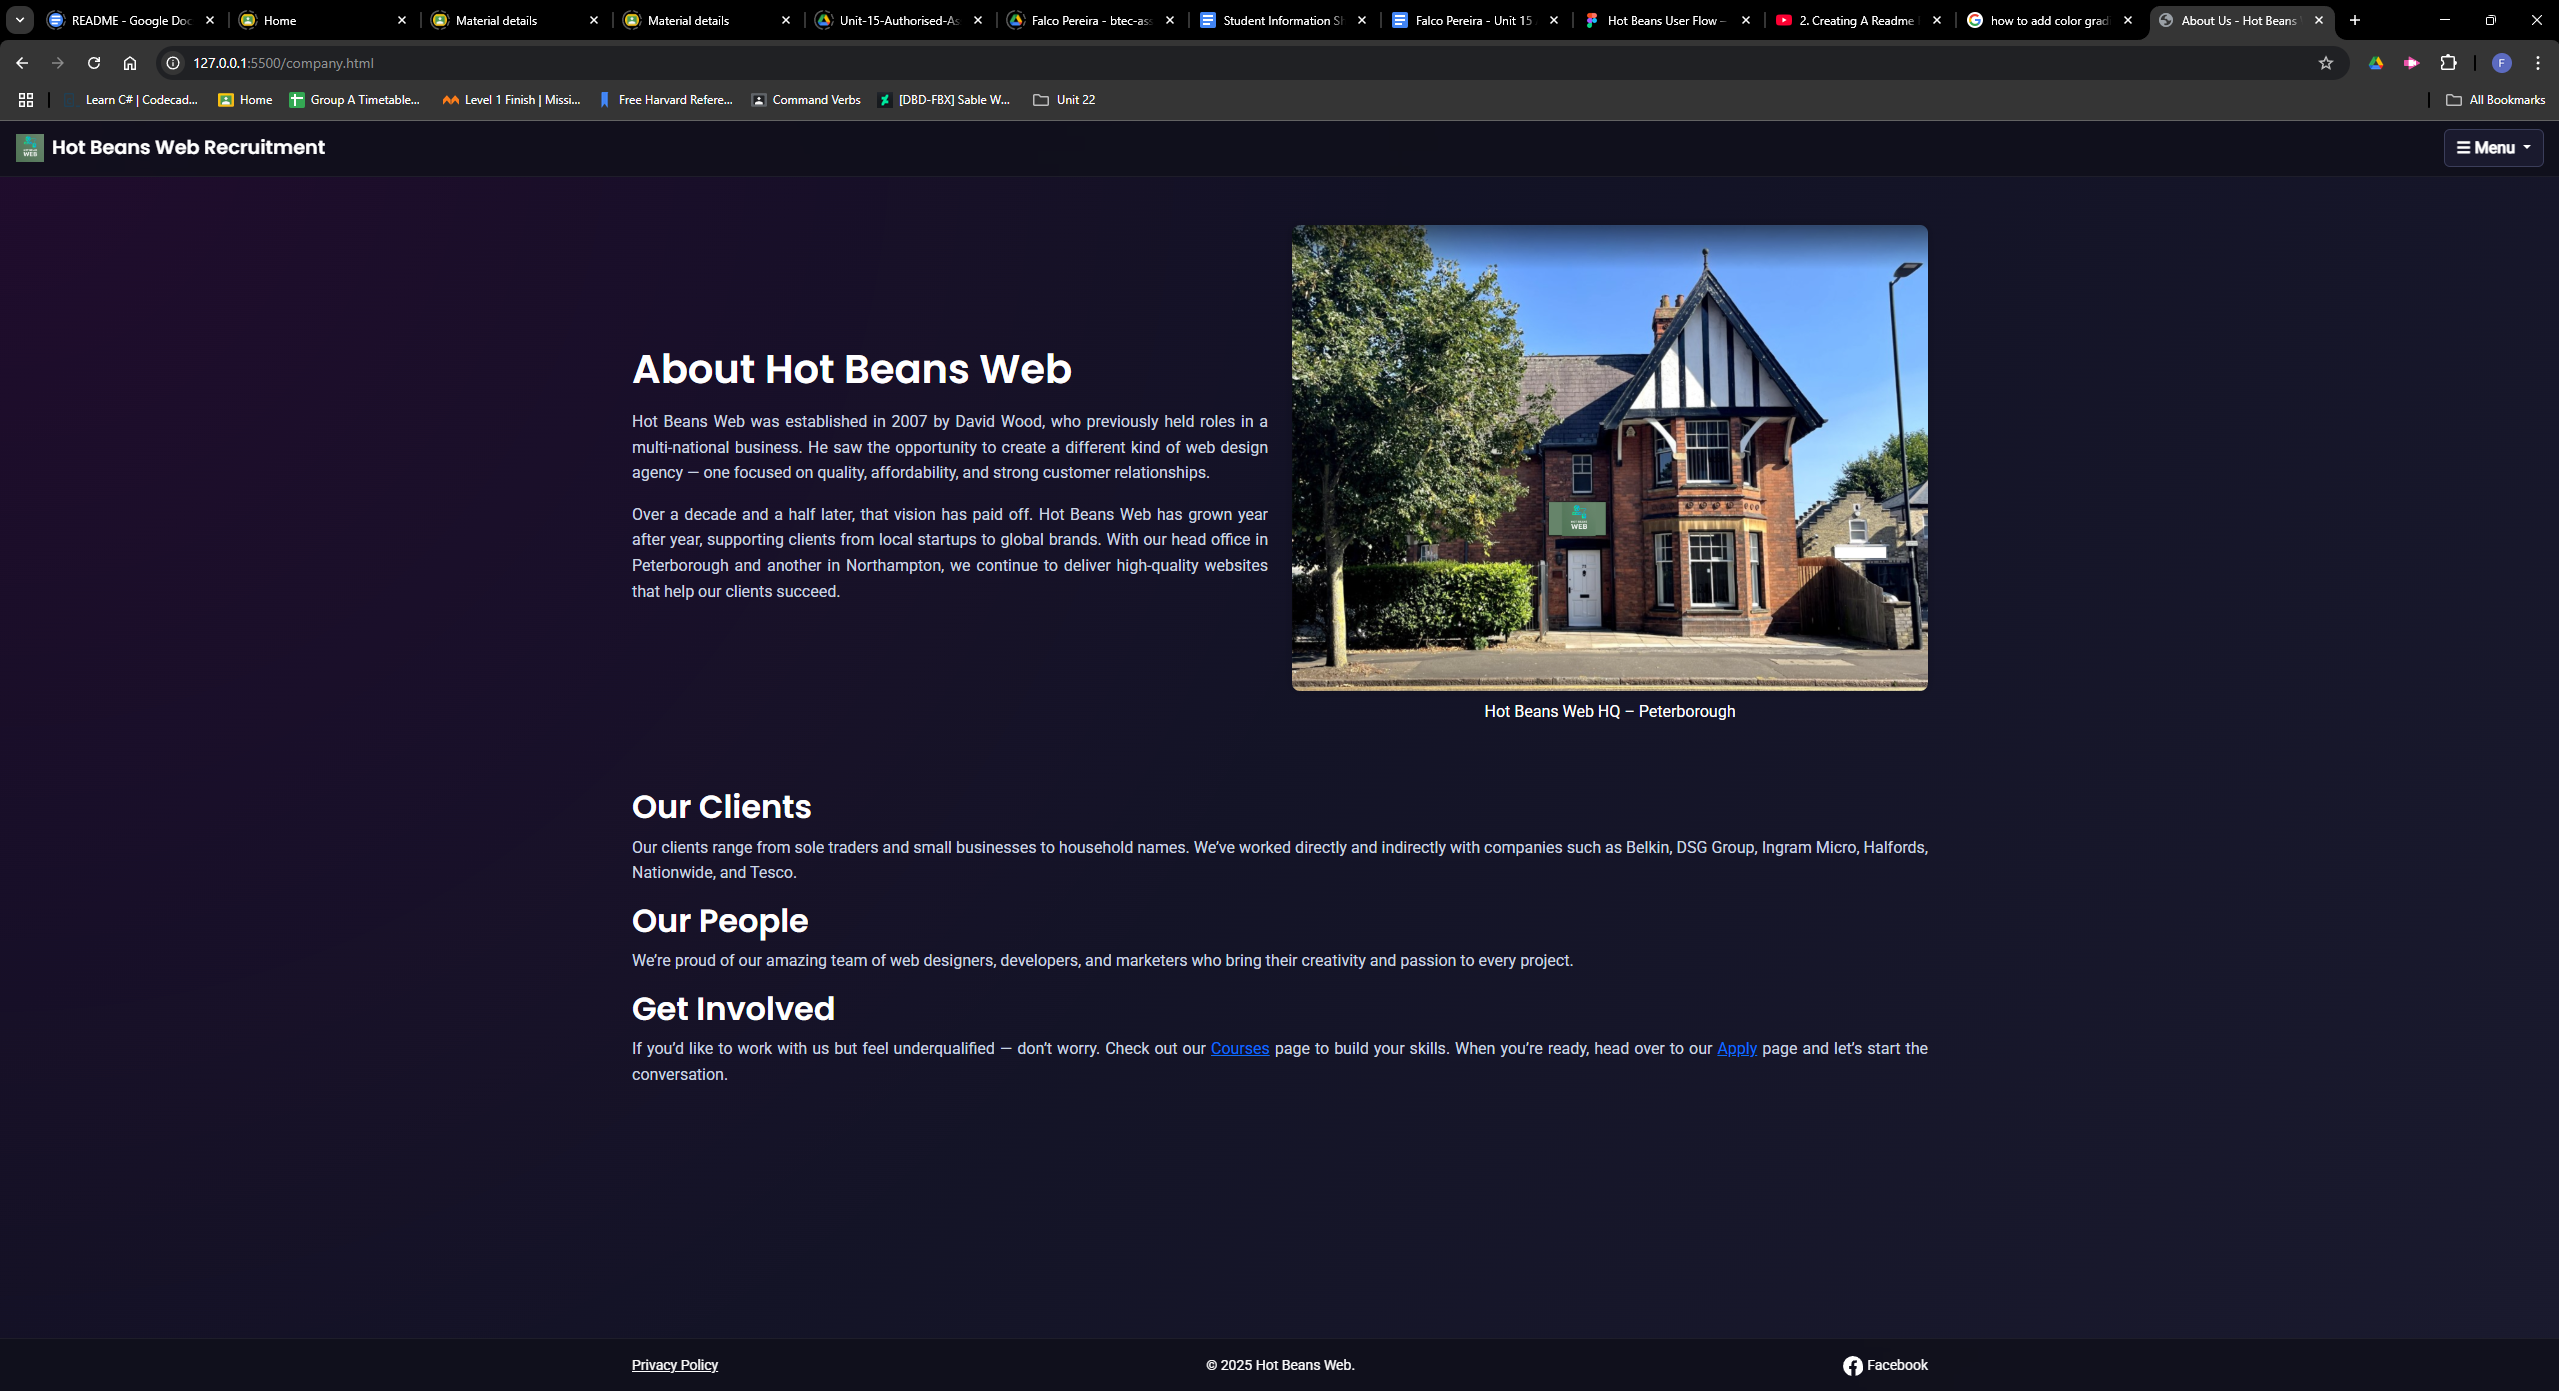 README - Google Doc
Home
Material details
Material details
Unit-15-Authorised-As
Falco Pereira - btec-ass
Student Information Sh
Falco Pereira - Unit 15
Hot Beans User Flow –
2. Creating A Readme
how to add color grad
About Us - Hot Beans
127.0.0.1:5500/company.html
F
Learn C# | Codecad...
Home
Group A Timetable...
Level 1 Finish | Missi...
Free Harvard Refere...
Command Verbs
[DBD-FBX] Sable W...
Unit 22
All Bookmarks
Hot Beans Web Recruitment
Menu
About Hot Beans Web
Hot Beans Web was established in 2007 by David Wood, who previously held roles in a
multi-national business. He saw the opportunity to create a different kind of web design
agency — one focused on quality, affordability, and strong customer relationships.
Over a decade and a half later, that vision has paid off. Hot Beans Web has grown year
after year, supporting clients from local startups to global brands. With our head office in
Peterborough and another in Northampton, we continue to deliver high-quality websites
that help our clients succeed.
WEB
Hot Beans Web HQ – Peterborough
Our Clients
Our clients range from sole traders and small businesses to household names. We’ve worked directly and indirectly with companies such as Belkin, DSG Group, Ingram Micro, Halfords,
Nationwide, and Tesco.
Our People
We’re proud of our amazing team of web designers, developers, and marketers who bring their creativity and passion to every project.
Get Involved
If you’d like to work with us but feel underqualified — don’t worry. Check out our Courses page to build your skills. When you’re ready, head over to our Apply page and let’s start the
conversation.
Privacy Policy
© 2025 Hot Beans Web.
Facebook